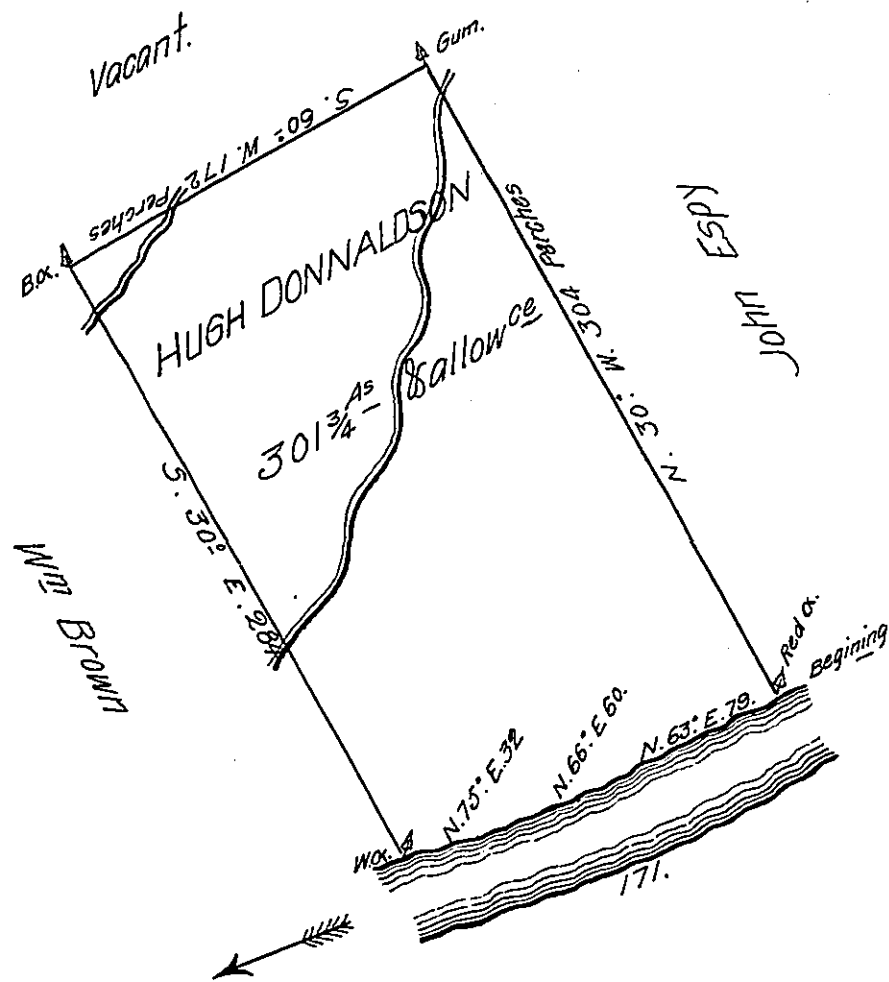 Vacant.
Gum.
S. 60° W. 172 Perches
B.o.
HUGH DONNALDSON
301 3/4 As & allowce
N. 30° W. 304 Perches
John Espy
S. 30° E. 284
Wm Brown
Red o.
Begining
N. 63° E. 79.
N. 66° E 60.
N. 75° E. 32
W.o.
171.